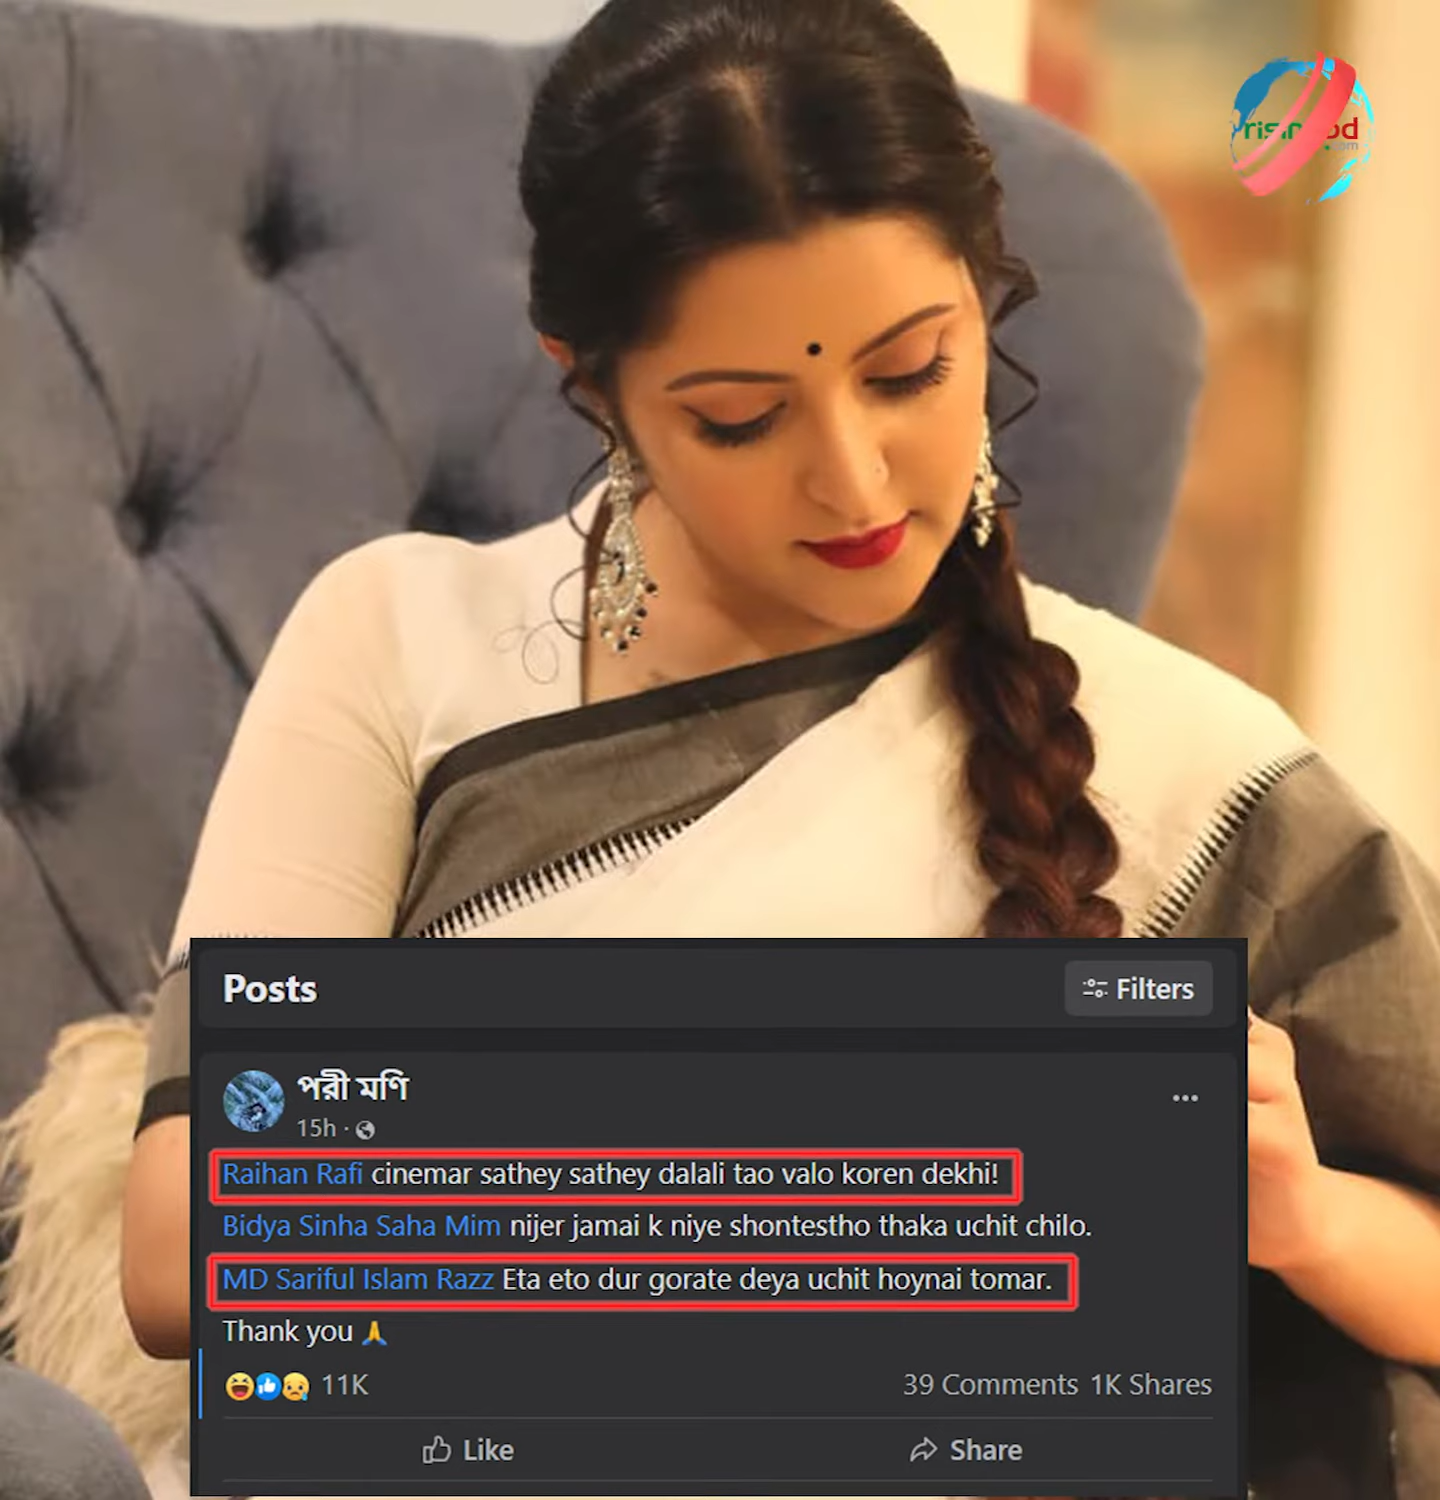 Posts
Filters
পরী মণি
15h ·
Raihan Rafi cinemar sathey sathey dalali tao valo koren dekhi!
Bidya Sinha Saha Mim nijer jamai k niye shontestho thaka uchit chilo.
MD Sariful Islam Razz Eta eto dur gorate deya uchit hoynai tomar.
Thank you 🙏
11K
39 Comments 1K Shares
Like
Share